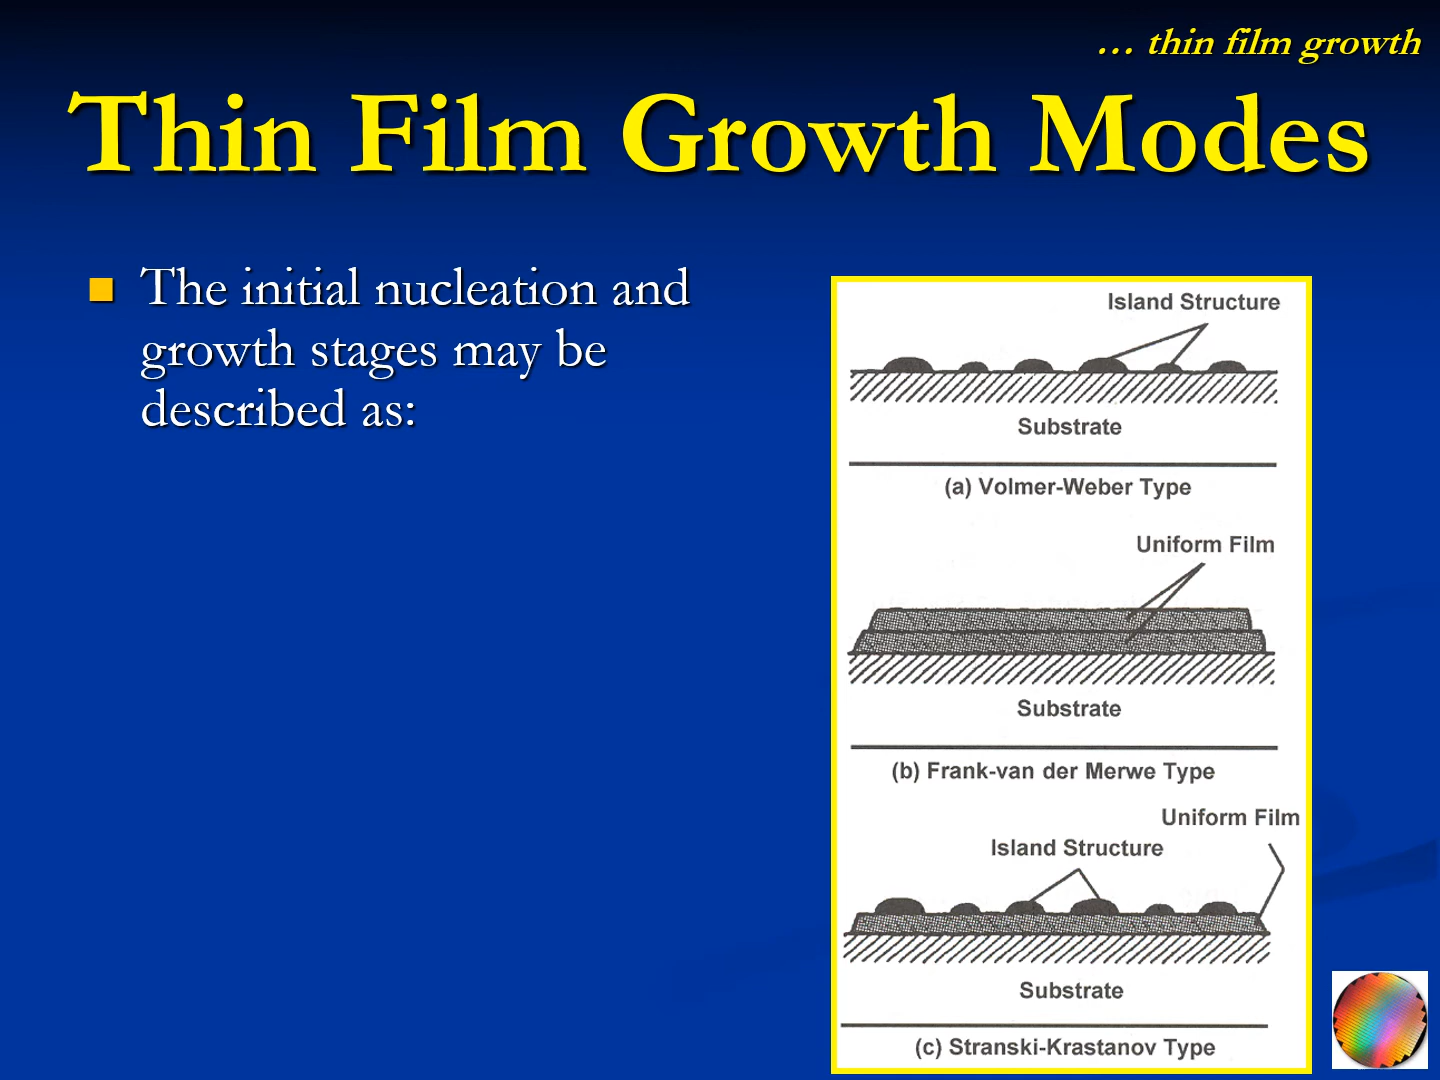 … thin film growth
Thin Film Growth Modes
The initial nucleation and
growth stages may be
described as:
Island Structure
Substrate
(a) Volmer-Weber Type
Uniform Film
Substrate
(b) Frank-van der Merwe Type
Uniform Film
Island Structure
Substrate
(c) Stranski-Krastanov Type